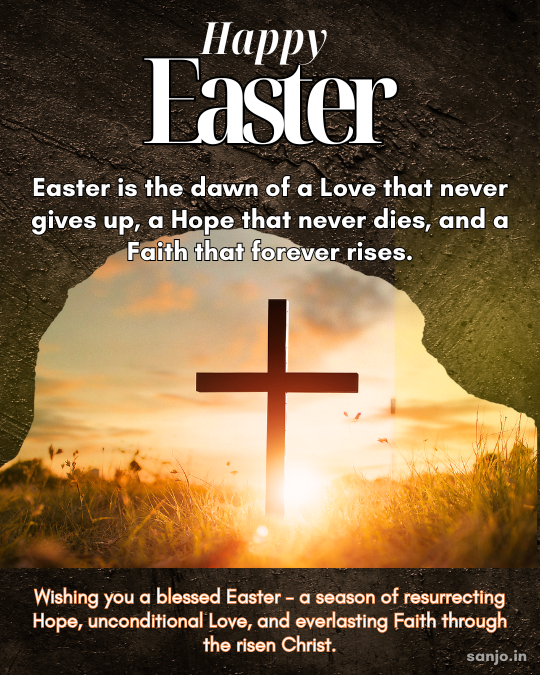 Happy
Easter
Easter is the dawn of a Love that never
gives up, a Hope that never dies, and a
Faith that forever rises.
Wishing you a blessed Easter – a season of resurrecting
Hope, unconditional Love, and everlasting Faith through
the risen Christ.
sanjo.in